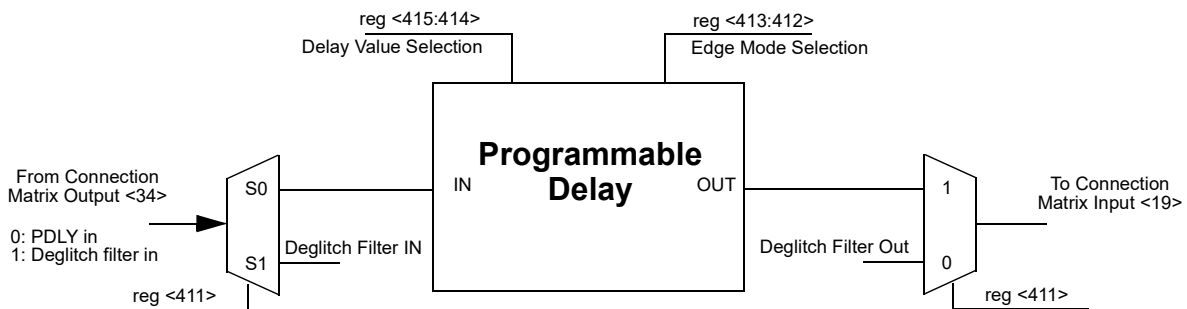 reg <415:414>
Delay Value Selection
reg <413:412>
Edge Mode Selection
Programmable
Delay
IN
OUT
From Connection
Matrix Output <34>
0: PDLY in
1: Deglitch filter in
S0
S1
Deglitch Filter IN
reg <411>
Deglitch Filter Out
1
0
To Connection
Matrix Input <19>
reg <411>